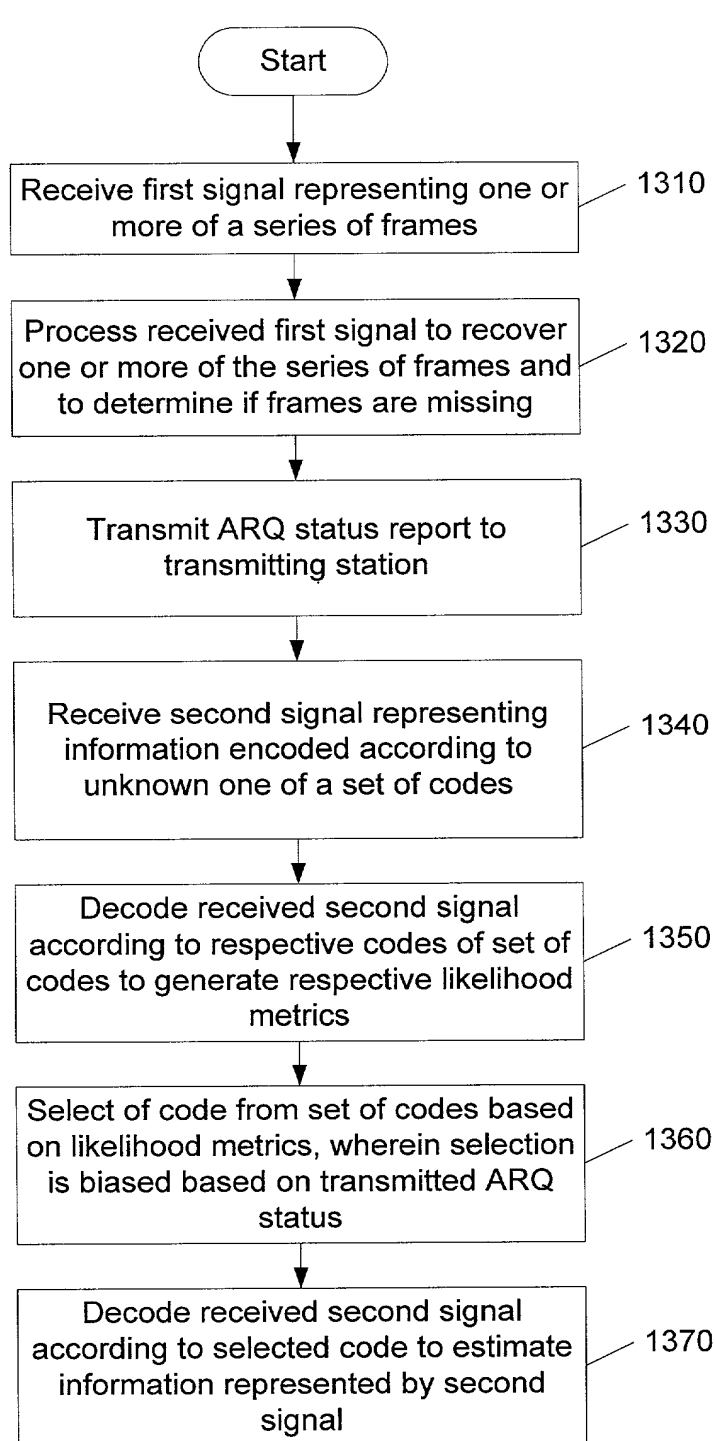 Start
Receive first signal representing one or
more of a series of frames
1310
Process received first signal to recover
one or more of the series of frames and
to determine if frames are missing
1320
Transmit ARQ status report to
transmitting station
1330
Receive second signal representing
information encoded according to
unknown one of a set of codes
1340
Decode received second signal
according to respective codes of set of
codes to generate respective likelihood
metrics
1350
Select of code from set of codes based
on likelihood metrics, wherein selection
is biased based on transmitted ARQ
status
1360
Decode received second signal
according to selected code to estimate
information represented by second
signal
1370